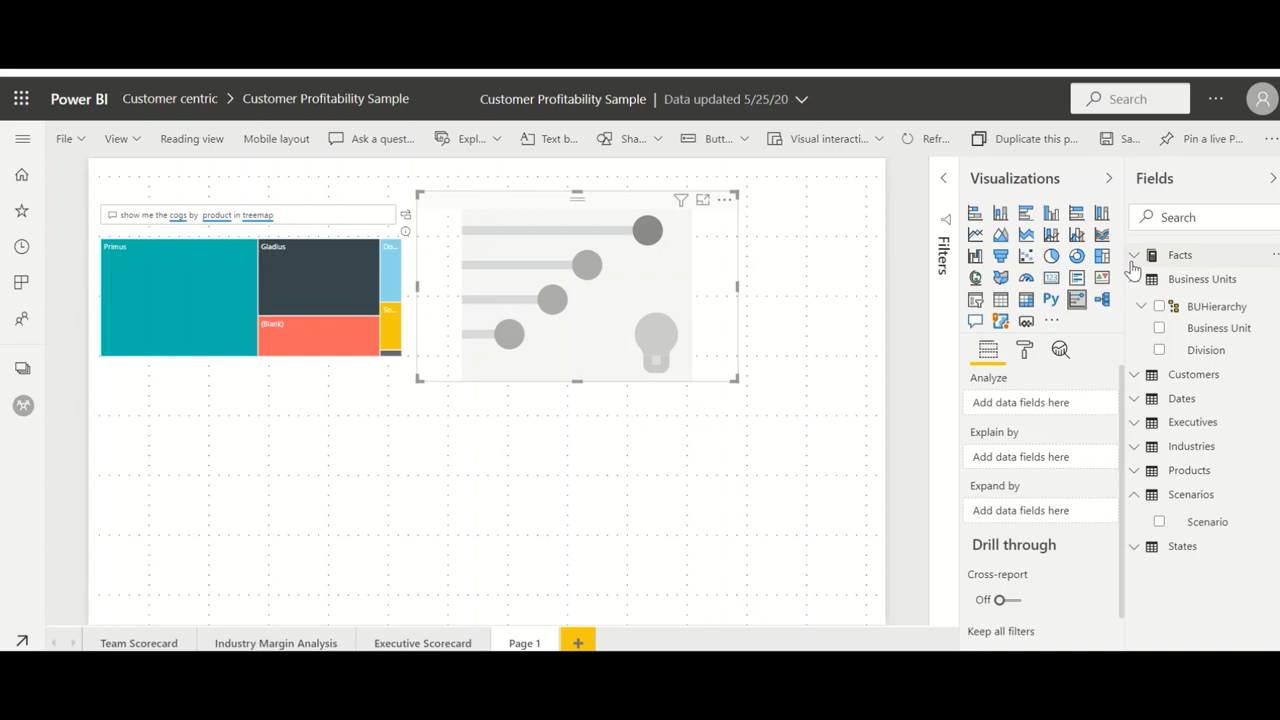 Power BI Customer centric Customer Profitability Sample Customer Profitability Sample | Data updated 5/25/20 Search
File View Reading view Mobile layout Ask a quest... Expl... Text b... Sha... Butt... Visual interacti... Refr... Duplicate this p... Sa... Pin a live P...
show me the cogs by product in treemap
Primus
Gladius
Do...
So...
(Blank)
Filters
Visualizations
Py
Analyze
Add data fields here
Explain by
Add data fields here
Expand by
Add data fields here
Drill through
Cross-report
Off
Keep all filters
Fields
Search
Facts
Business Units
BUHierarchy
Business Unit
Division
Customers
Dates
Executives
Industries
Products
Scenarios
Scenario
States
Team Scorecard Industry Margin Analysis Executive Scorecard Page 1